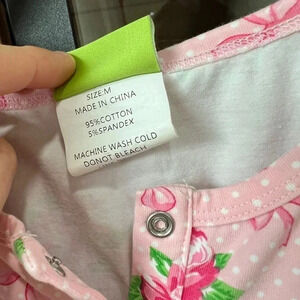 SIZE:M
MADE IN CHINA
95%COTTON
5%SPANDEX
MACHINE WASH COLD
DONOT BLEACH